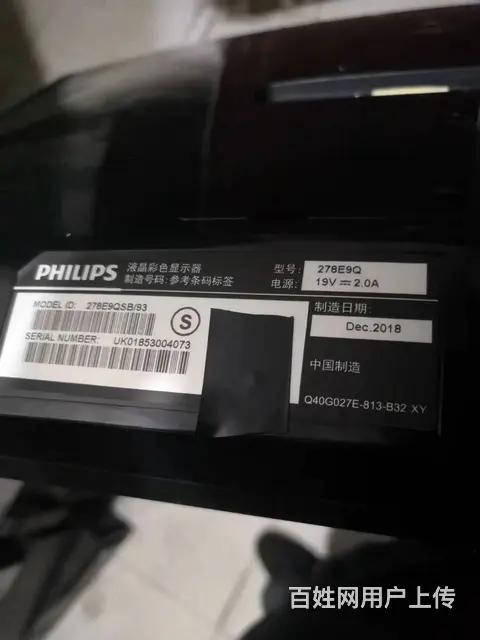 PHILIPS 液晶彩色显示器
制造号码:参考条码标签
型号: 278E9Q
电源: 19V⎓2.0A
MODEL ID: 278E9QSB/93
S
SERIAL NUMBER: UK01853004073
制造日期:
Dec.2018
中国制造
Q40G027E-813-B32 XY
百姓网用户上传